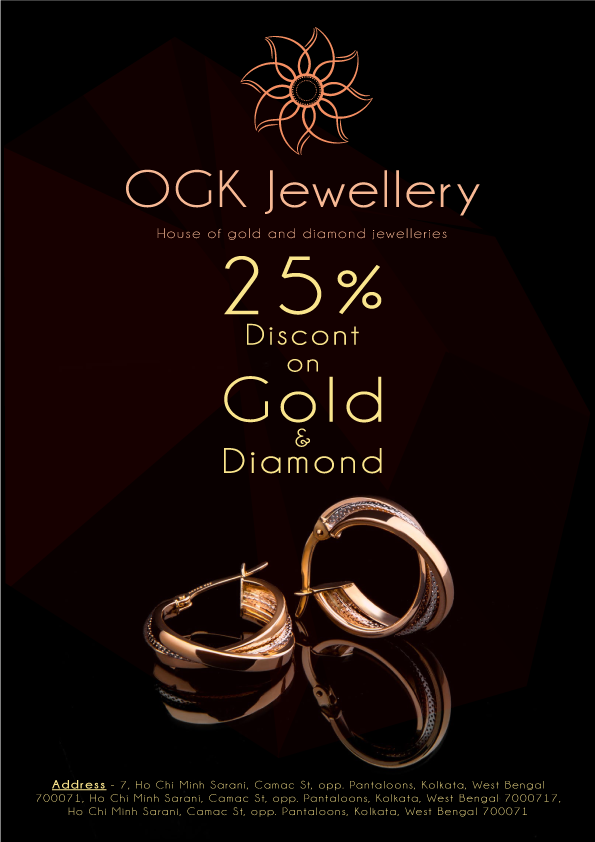 OGK Jewellery
House of gold and diamond jewelleries
25%
Discont
on
Gold
&
Diamond
Address - 7, Ho Chi Minh Sarani, Camac St, opp. Pantaloons, Kolkata, West Bengal
700071, Ho Chi Minh Sarani, Camac St, opp. Pantaloons, Kolkata, West Bengal 7000717,
Ho Chi Minh Sarani, Camac St, opp. Pantaloons, Kolkata, West Bengal 700071